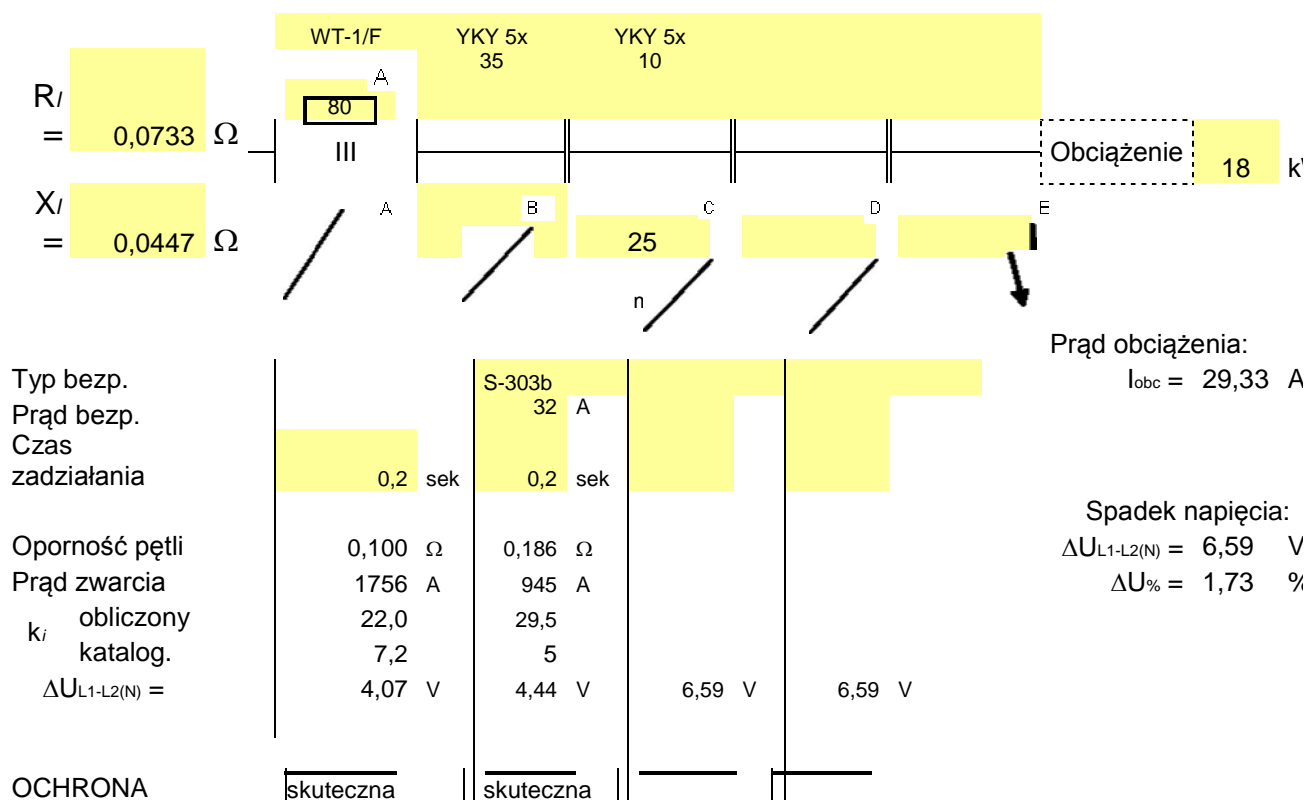 WT-1/F YKY 5x 35 YKY 5x 10
A
80
Rl = 0,0733 Ω
III
Obciążenie 18
Xl = 0,0447 Ω
A B C D E
25
n
Prąd obciążenia:
Iobc = 29,33 A
Typ bezp. S-303b
Prąd bezp. 32 A
Czas
zadziałania 0,2 sek 0,2 sek
Spadek napięcia:
Oporność pętli 0,100 Ω 0,186 Ω
ΔUL1-L2(N) = 6,59 V
Prąd zwarcia 1756 A 945 A
ΔU% = 1,73 %
ki obliczony 22,0 29,5
katalog. 7,2 5
ΔUL1-L2(N) = 4,07 V 4,44 V 6,59 V 6,59 V
OCHRONA skuteczna skuteczna